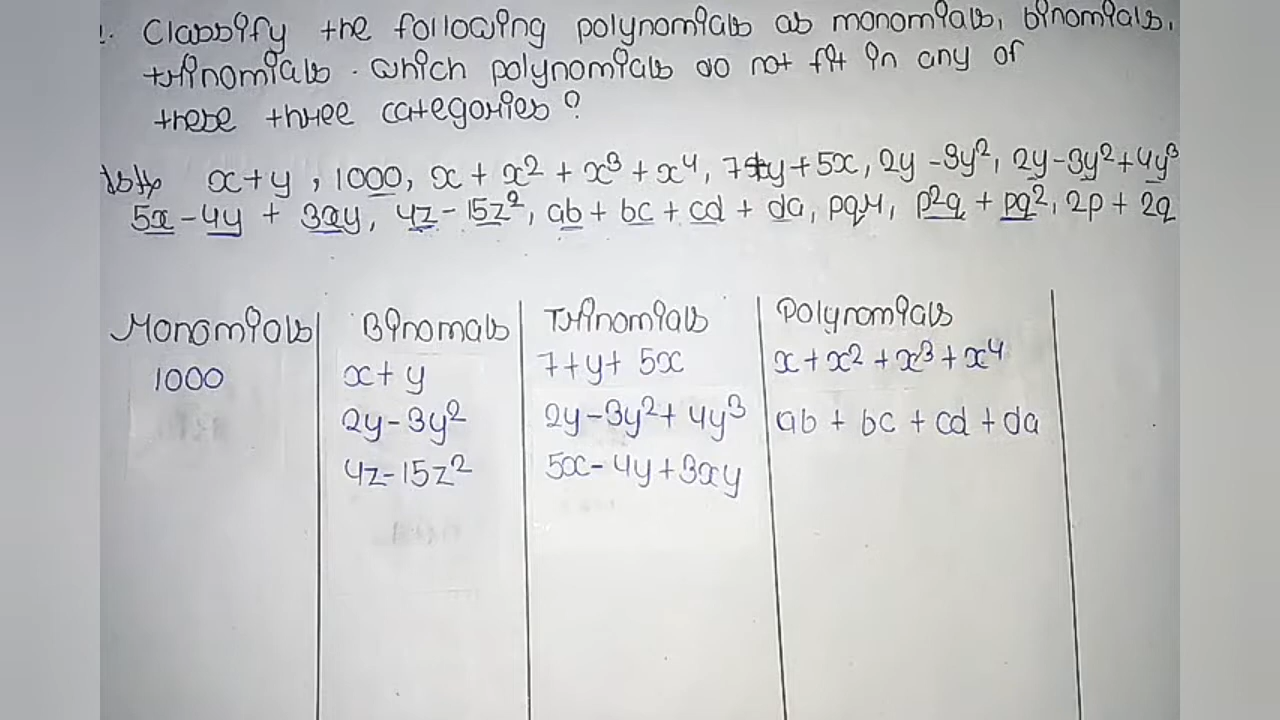 . Classify the following polynomials as monomials, binomials,
trinomials. which polynomials do not fit in any of
these three categories?
x+y, 1000, x + x² + x³ + x⁴, 7+y+5x, 2y -3y², 2y-3y²+4y³
5x - 4y + 3xy, 4z - 15z², ab + bc + cd + da, pqr, p²q + pq², 2p + 2q
Monomials Binomals Trinomials Polynomials
1000 x+y 7+y+ 5x x + x² + x³ + x⁴
2y-3y² 2y-3y²+ 4y³ ab + bc + cd + da
4z-15z² 5x-4y+3xy